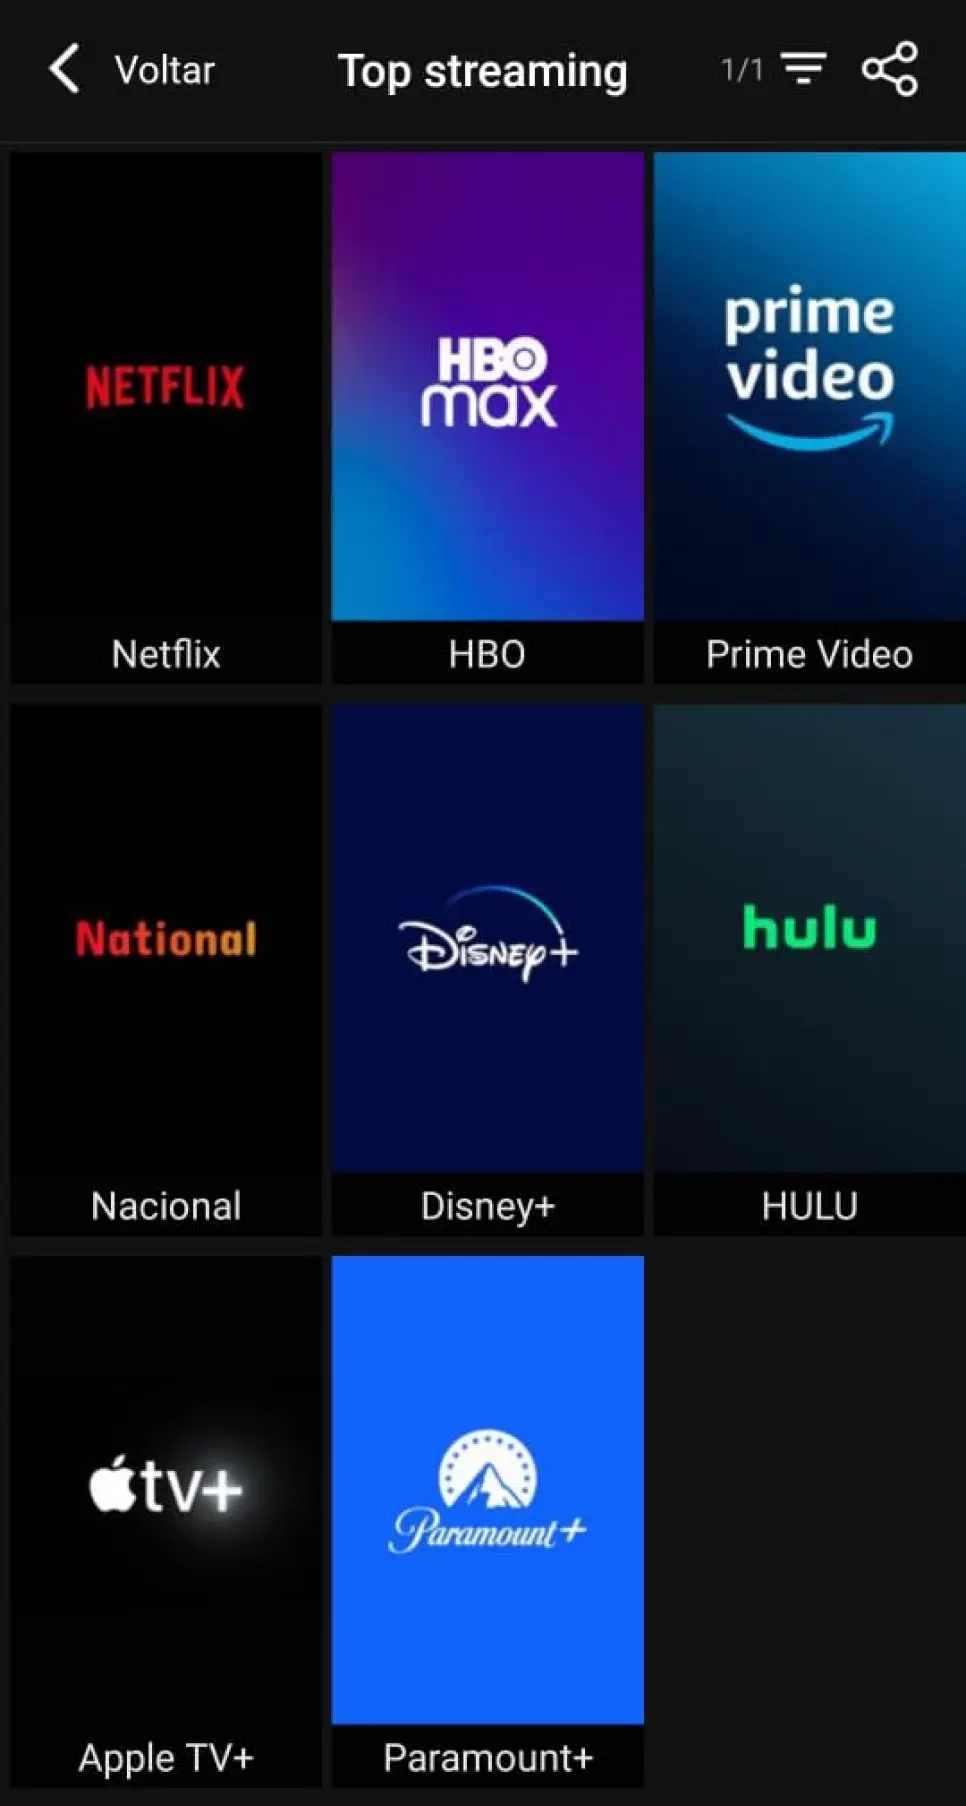 Voltar
Top streaming
1/1
NETFLIX
HBO
max
prime
video
Netflix
HBO
Prime Video
National
Disney+
hulu
Nacional
Disney+
HULU
tv+
Paramount+
Apple TV+
Paramount+